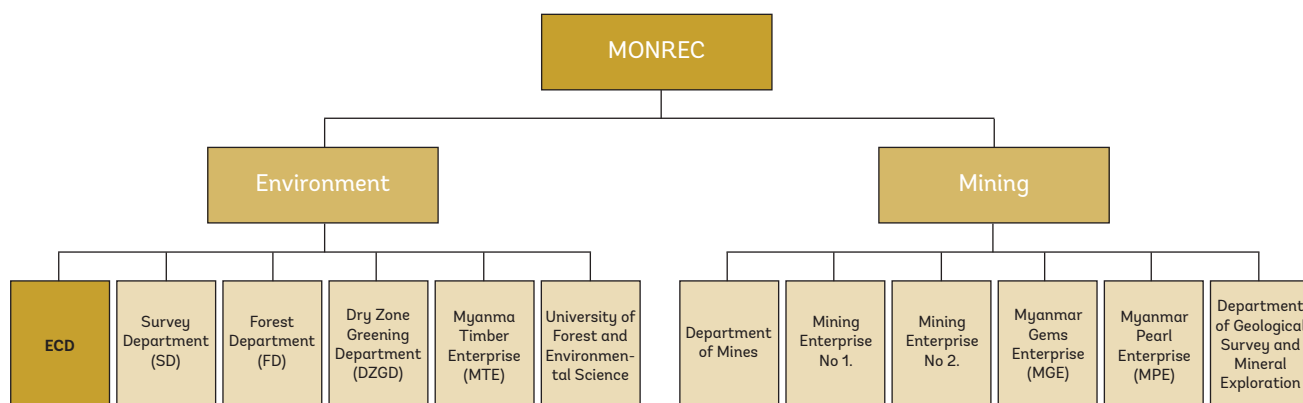 MONREC
Environment
Mining
ECD
Survey
Department
(SD)
Forest
Department
(FD)
Dry Zone
Greening
Department
(DZGD)
Myanma
Timber
Enterprise
(MTE)
University of
Forest and
Environmen-
tal Science
Department
of Mines
Mining
Enterprise
No 1.
Mining
Enterprise
No 2.
Myanmar
Gems
Enterprise
(MGE)
Myanmar
Pearl
Enterprise
(MPE)
Department
of Geological
Survey and
Mineral
Exploration